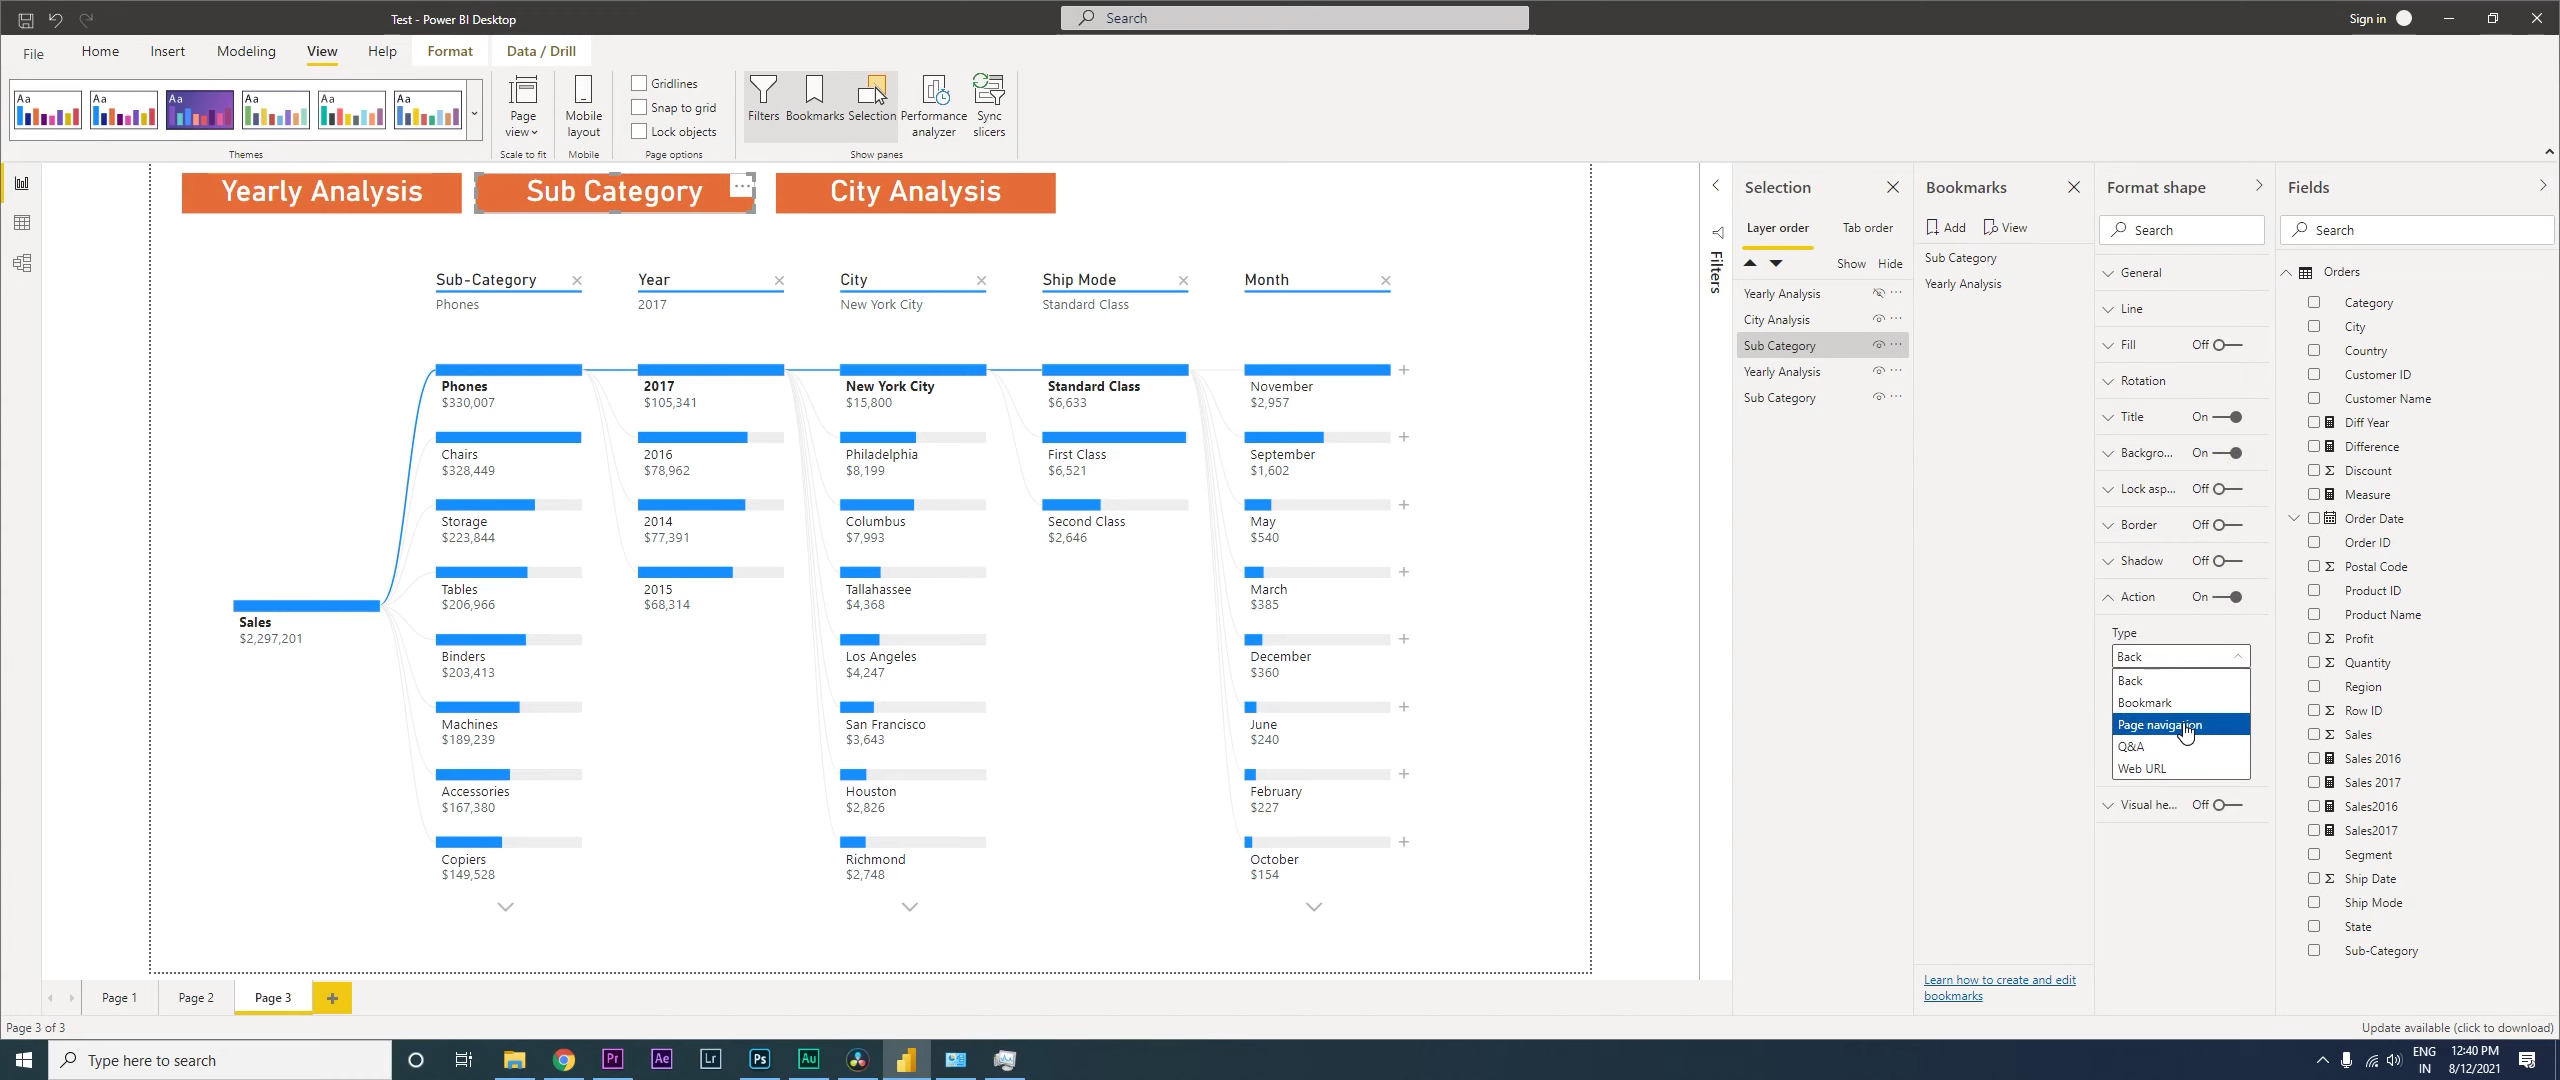 Test - Power BI Desktop
Search
Sign in
File
Home
Insert
Modeling
View
Help
Format
Data / Drill
Aa
Aa
Aa
Aa
Aa
Aa
Page view
Mobile layout
Gridlines
Snap to grid
Lock objects
Filters
Bookmarks
Selection
Performance analyzer
Sync slicers
Themes
Scale to fit
Mobile
Page options
Show panes
Yearly Analysis
Sub Category
City Analysis
Sub-Category
Phones
Year
2017
City
New York City
Ship Mode
Standard Class
Month
Sales
$2,297,201
Phones
$330,007
Chairs
$328,449
Storage
$223,844
Tables
$206,966
Binders
$203,413
Machines
$189,239
Accessories
$167,380
Copiers
$149,528
2017
$105,341
2016
$78,962
2014
$77,391
2015
$68,314
New York City
$15,800
Philadelphia
$8,199
Columbus
$7,993
Tallahassee
$4,368
Los Angeles
$4,247
San Francisco
$3,643
Houston
$2,826
Richmond
$2,748
Standard Class
$6,633
First Class
$6,521
Second Class
$2,646
November
$2,957
September
$1,602
May
$540
March
$385
December
$360
June
$240
February
$227
October
$154
Filters
Selection
Layer order
Tab order
Show
Hide
Yearly Analysis
City Analysis
Sub Category
Yearly Analysis
Sub Category
Bookmarks
Add
View
Sub Category
Yearly Analysis
Learn how to create and edit
bookmarks
Format shape
Search
General
Line
Fill
Off
Rotation
Title
On
Backgro...
On
Lock asp...
Off
Border
Off
Shadow
Off
Action
On
Type
Back
Back
Bookmark
Page navigation
Q&A
Web URL
Visual he...
Off
Fields
Search
Orders
Category
City
Country
Customer ID
Customer Name
Diff Year
Difference
Σ Discount
Measure
Order Date
Order ID
Σ Postal Code
Product ID
Product Name
Σ Profit
Σ Quantity
Region
Σ Row ID
Σ Sales
Sales 2016
Sales 2017
Sales2016
Sales2017
Segment
Σ Ship Date
Ship Mode
State
Sub-Category
Page 1
Page 2
Page 3
Page 3 of 3
Update available (click to download)
Type here to search
Pr
Ae
Lr
Ps
Au
ENG
IN
12:40 PM
8/12/2021